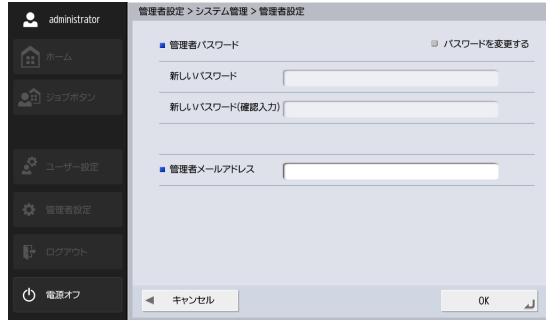 administrator
管理者設定 > システム管理 > 管理者設定
ホーム
ジョブボタン
ユーザー設定
管理者設定
ログアウト
電源オフ
管理者パスワード
パスワードを変更する
新しいパスワード
新しいパスワード(確認入力)
管理者メールアドレス
キャンセル
OK